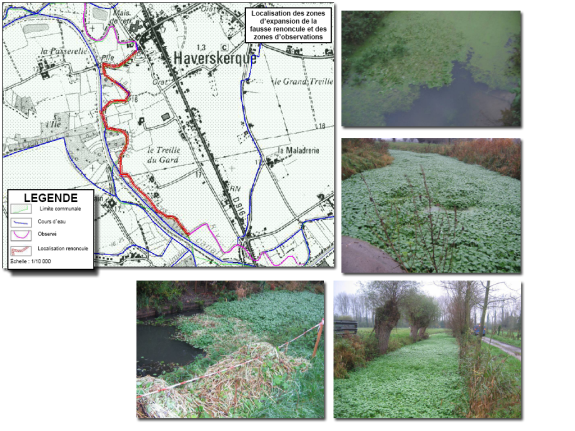 Localisation des zones
d'expansion de la
fausse renoncule et des
zones d'observations
Haverskerque
la Passerelle
le Grand Treille
la Maladrerie
le Treille
du Gard
l'Ile
LEGENDE
Limite communale
Cours d'eau
Observé
Localisation renoncule
Echelle : 1/10 000